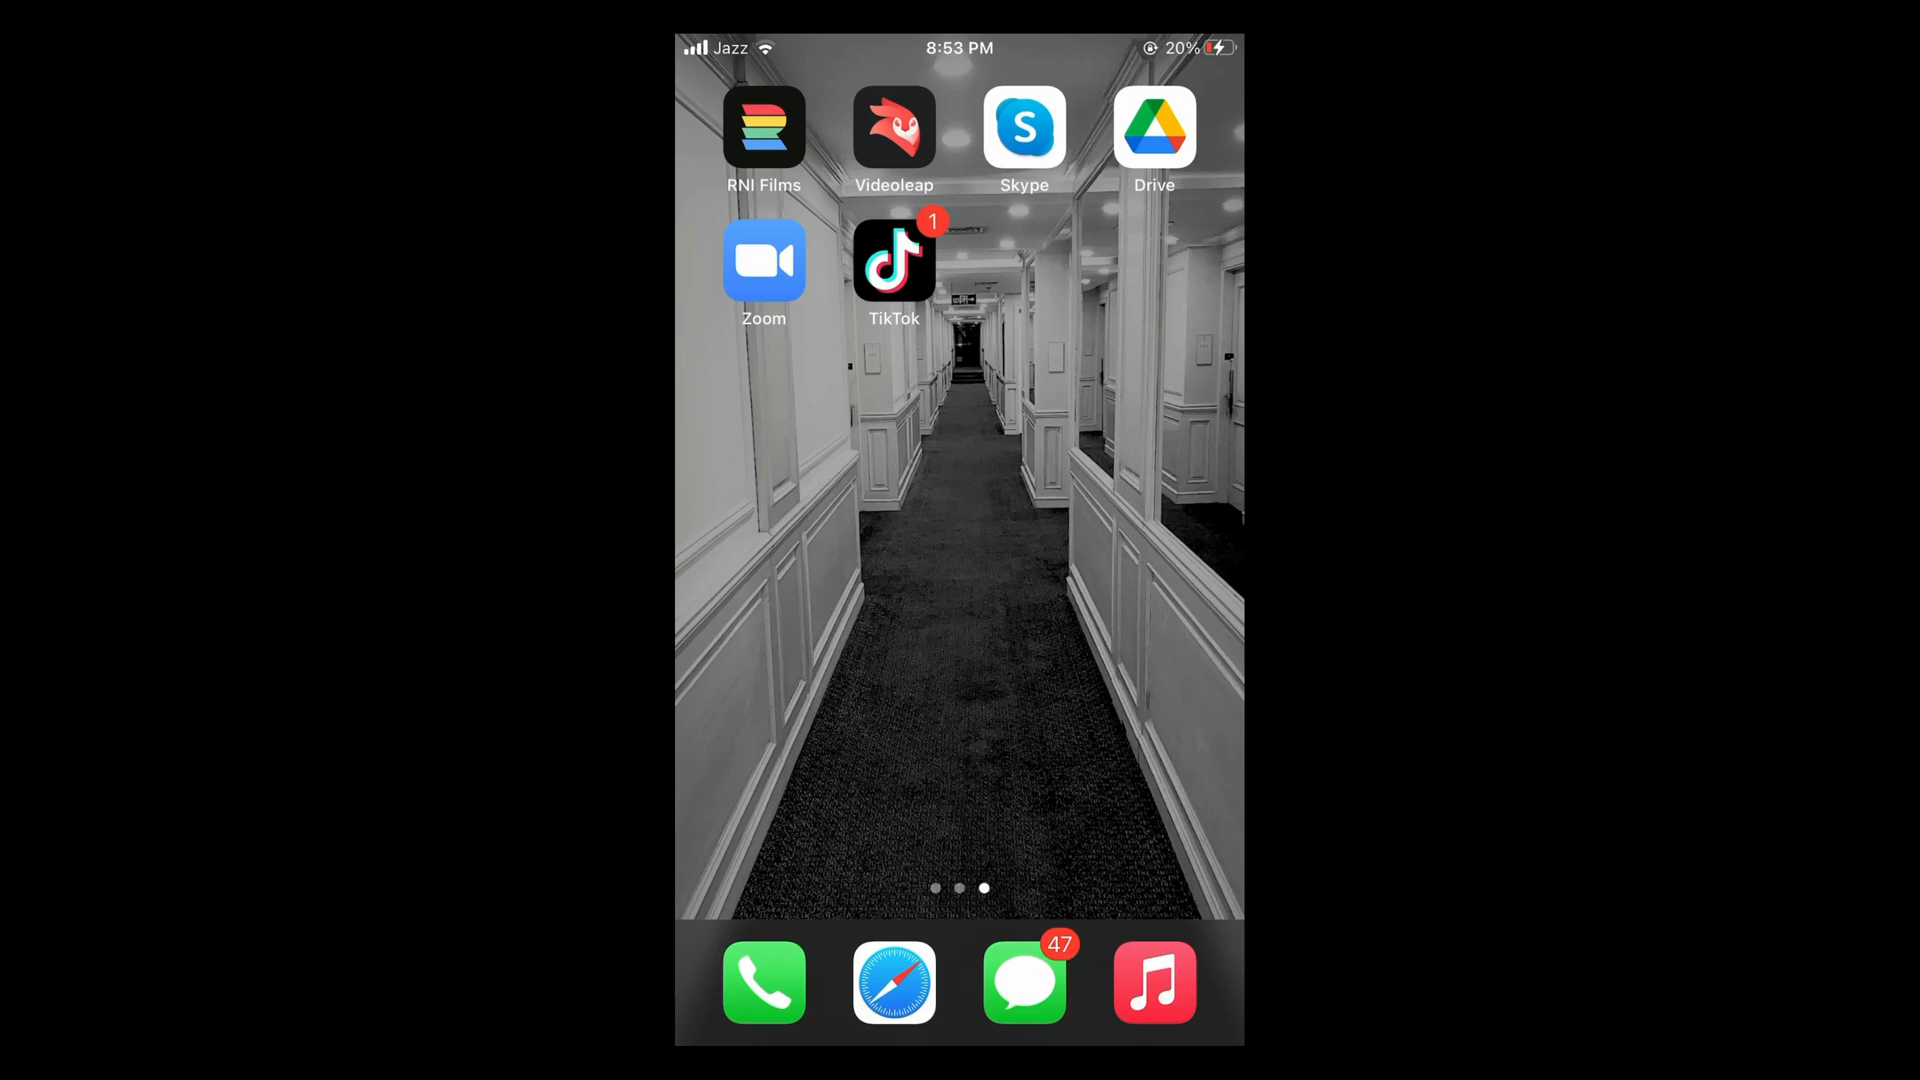 Jazz 8:53 PM 20%
S
RNI Films Videoleap Skype Drive
1
Zoom TikTok
47